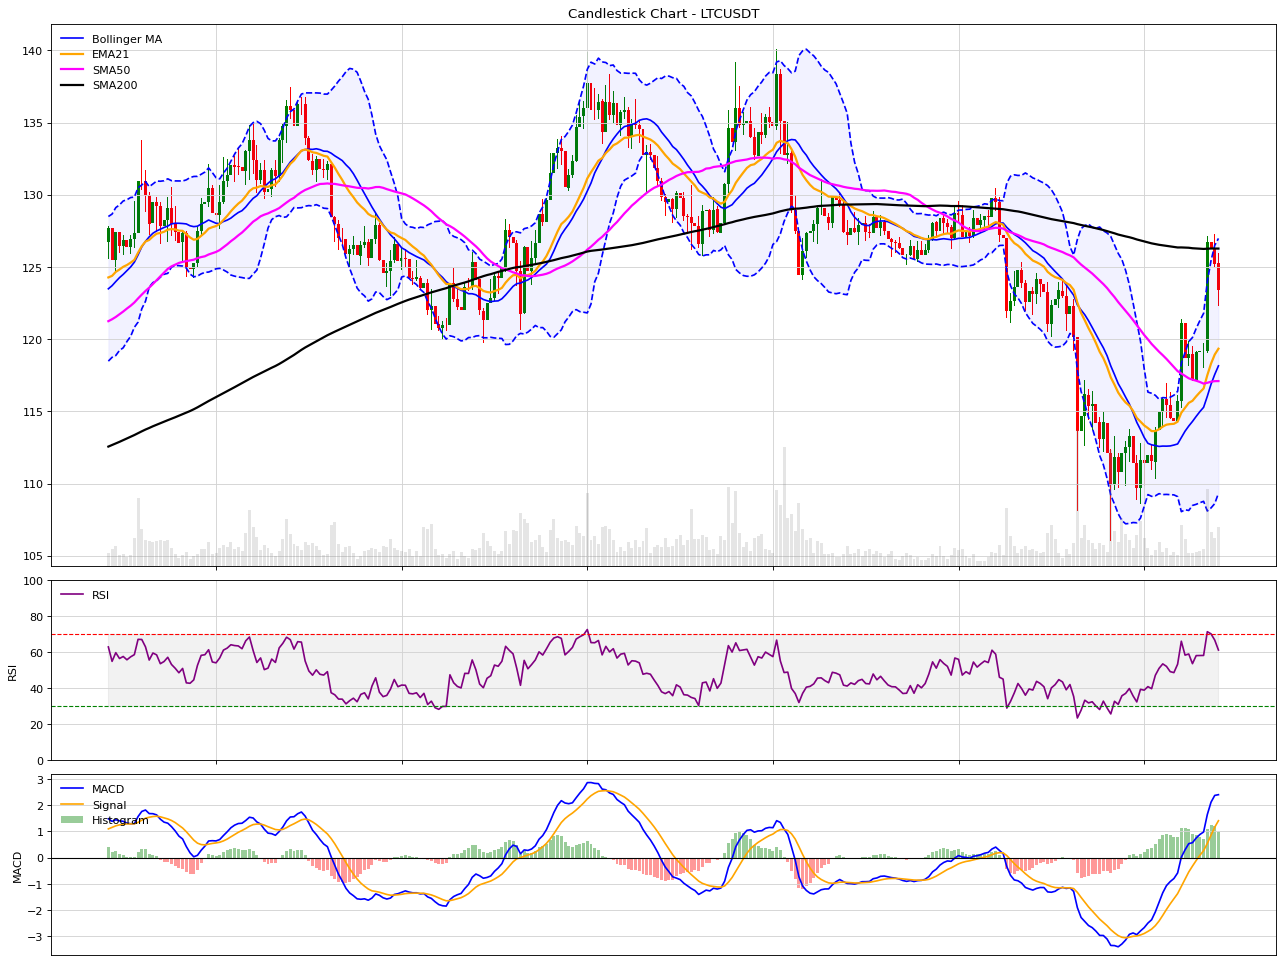 Candlestick Chart - LTCUSDT
Bollinger MA
EMA21
SMA50
SMA200
140
135
130
125
120
115
110
105
RSI
100
80
60
40
20
0
RSI
MACD
Signal
Histogram
3
2
1
0
−1
−2
−3
MACD